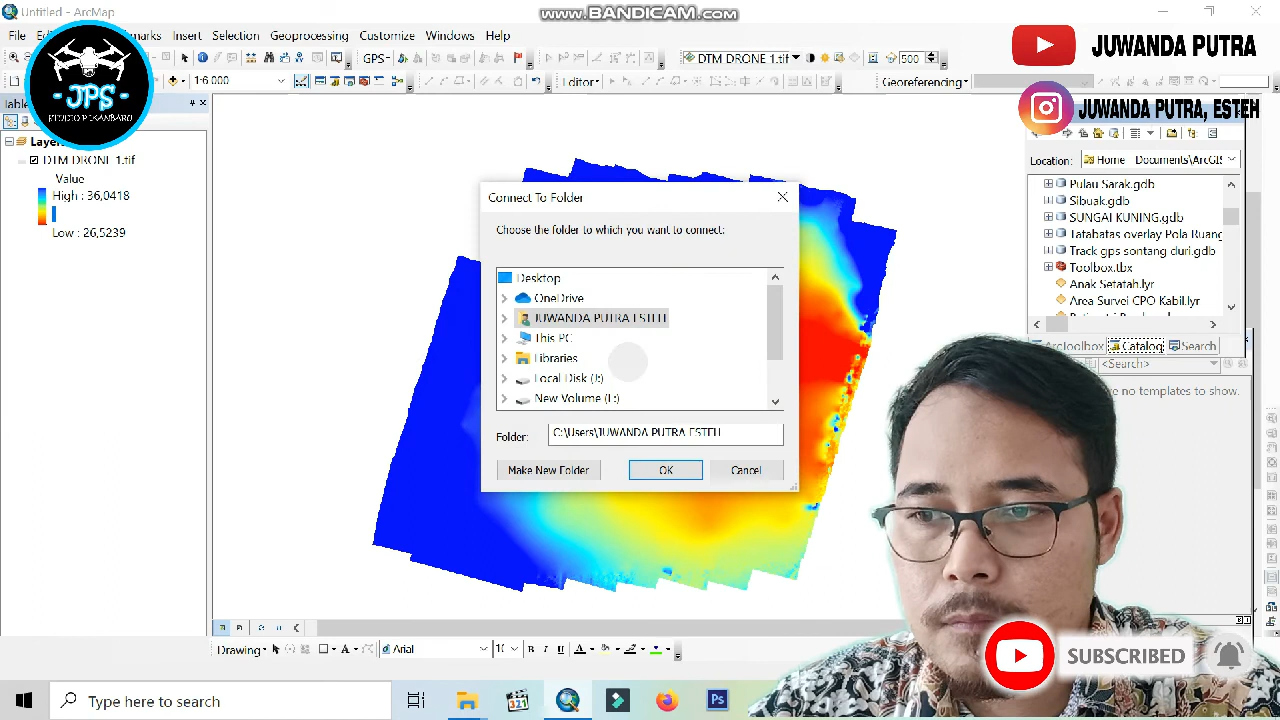 Untitled - ArcMap
www.BANDICAM.com
File
Insert
Selection
Geoprocessing
Customize
Windows
Help
JUWANDA PUTRA
GPS
DTM DRONE 1.tif
500
1:6.000
Editor
Georeferencing
JPS
STUDIO PEKANBARU
JUWANDA PUTRA, ESTEH
DTM DRONE 1.tif
Value
High : 36,0418
Low : 26,5239
Connect To Folder
Choose the folder to which you want to connect:
Desktop
OneDrive
JUWANDA PUTRA ESTEH
This PC
Libraries
Local Disk (I:)
Folder:
C:\Users\JUWANDA PUTRA ESTEH
Make New Folder
OK
Cancel
Location:
Home - Documents\ArcGIS
Pulau Sarak.gdb
Sibuak.gdb
SUNGAI KUNING.gdb
Tatabatas overlay Pola Ruang
Track gps sontang duri.gdb
Toolbox.tbx
Anak Setatah.lyr
Area Survei CPO Kabil.lyr
Catalog
Search
<Search>
no templates to show.
Drawing
Arial
10
B
I
U
A
SUBSCRIBED
Type here to search
321
Ps